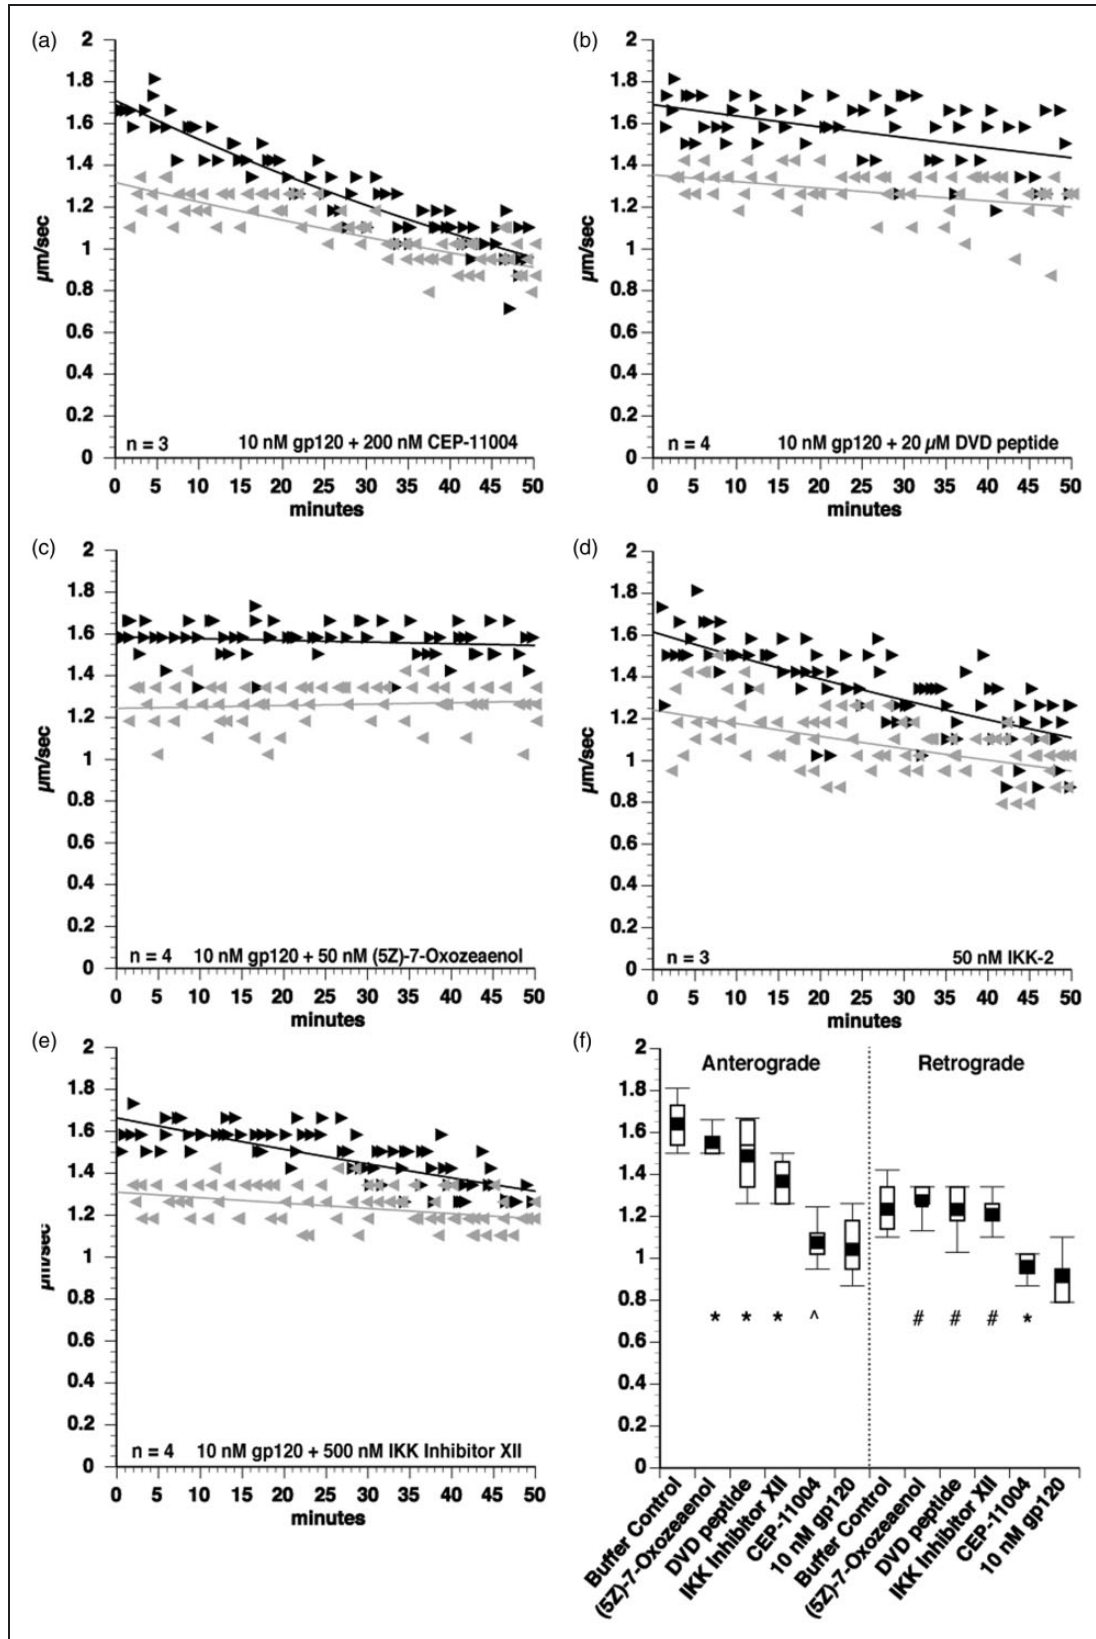 (a)
2
1.8
1.6
1.4
1.2
1
0.8
0.6
0.4
0.2
0
µm/sec
n = 3 10 nM gp120 + 200 nM CEP-11004
0 5 10 15 20 25 30 35 40 45 50
minutes
(b)
2
1.8
1.6
1.4
1.2
1
0.8
0.6
0.4
0.2
0
µm/sec
n = 4 10 nM gp120 + 20 µM DVD peptide
0 5 10 15 20 25 30 35 40 45 50
minutes
(c)
2
1.8
1.6
1.4
1.2
1
0.8
0.6
0.4
0.2
0
µm/sec
n = 4 10 nM gp120 + 50 nM (5Z)-7-Oxozeaenol
0 5 10 15 20 25 30 35 40 45 50
minutes
(d)
2
1.8
1.6
1.4
1.2
1
0.8
0.6
0.4
0.2
0
µm/sec
n = 3 50 nM IKK-2
0 5 10 15 20 25 30 35 40 45 50
minutes
(e)
2
1.8
1.6
1.4
1.2
1
0.8
0.6
0.4
0.2
0
µm/sec
n = 4 10 nM gp120 + 500 nM IKK Inhibitor XII
0 5 10 15 20 25 30 35 40 45 50
minutes
(f)
2
1.8
1.6
1.4
1.2
1
0.8
0.6
0.4
0.2
0
Anterograde Retrograde
* * * ^ # # # *
Buffer Control
(5Z)-7-Oxozeaenol
DVD peptide
IKK Inhibitor XII
CEP-11004
10 nM gp120
Buffer Control
(5Z)-7-Oxozeaenol
DVD peptide
IKK Inhibitor XII
CEP-11004
10 nM gp120